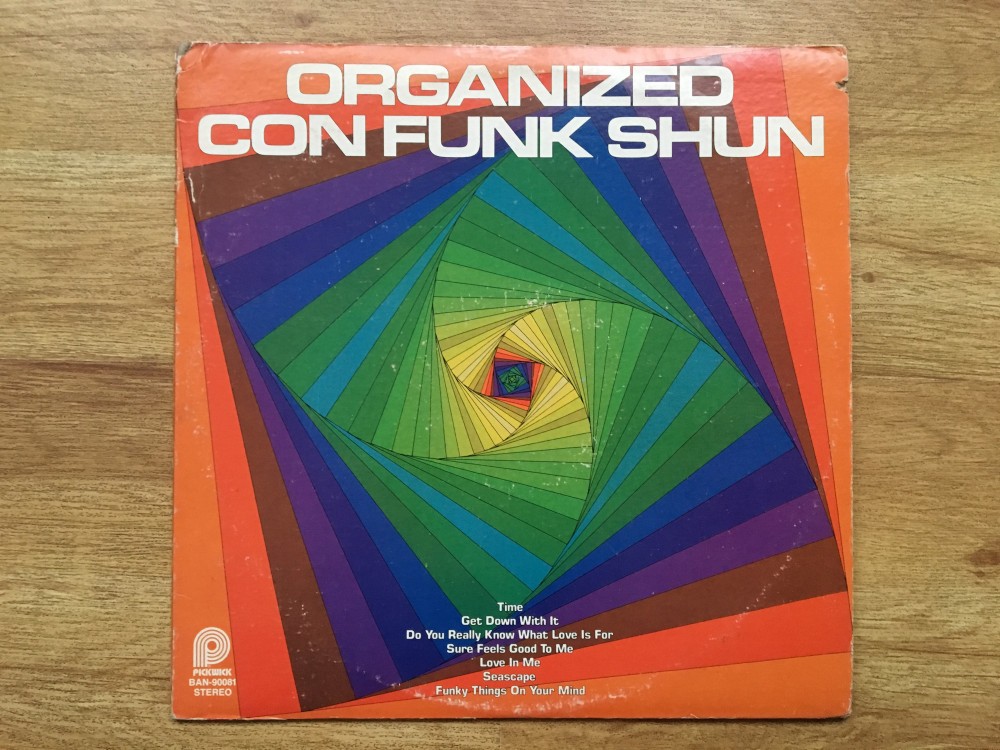 ORGANIZED
CON FUNK SHUN
Time
Get Down With It
Do You Really Know What Love Is For
Sure Feels Good To Me
Love In Me
Seascape
Funky Things On Your Mind
PICKWICK
BAN-90081
STEREO